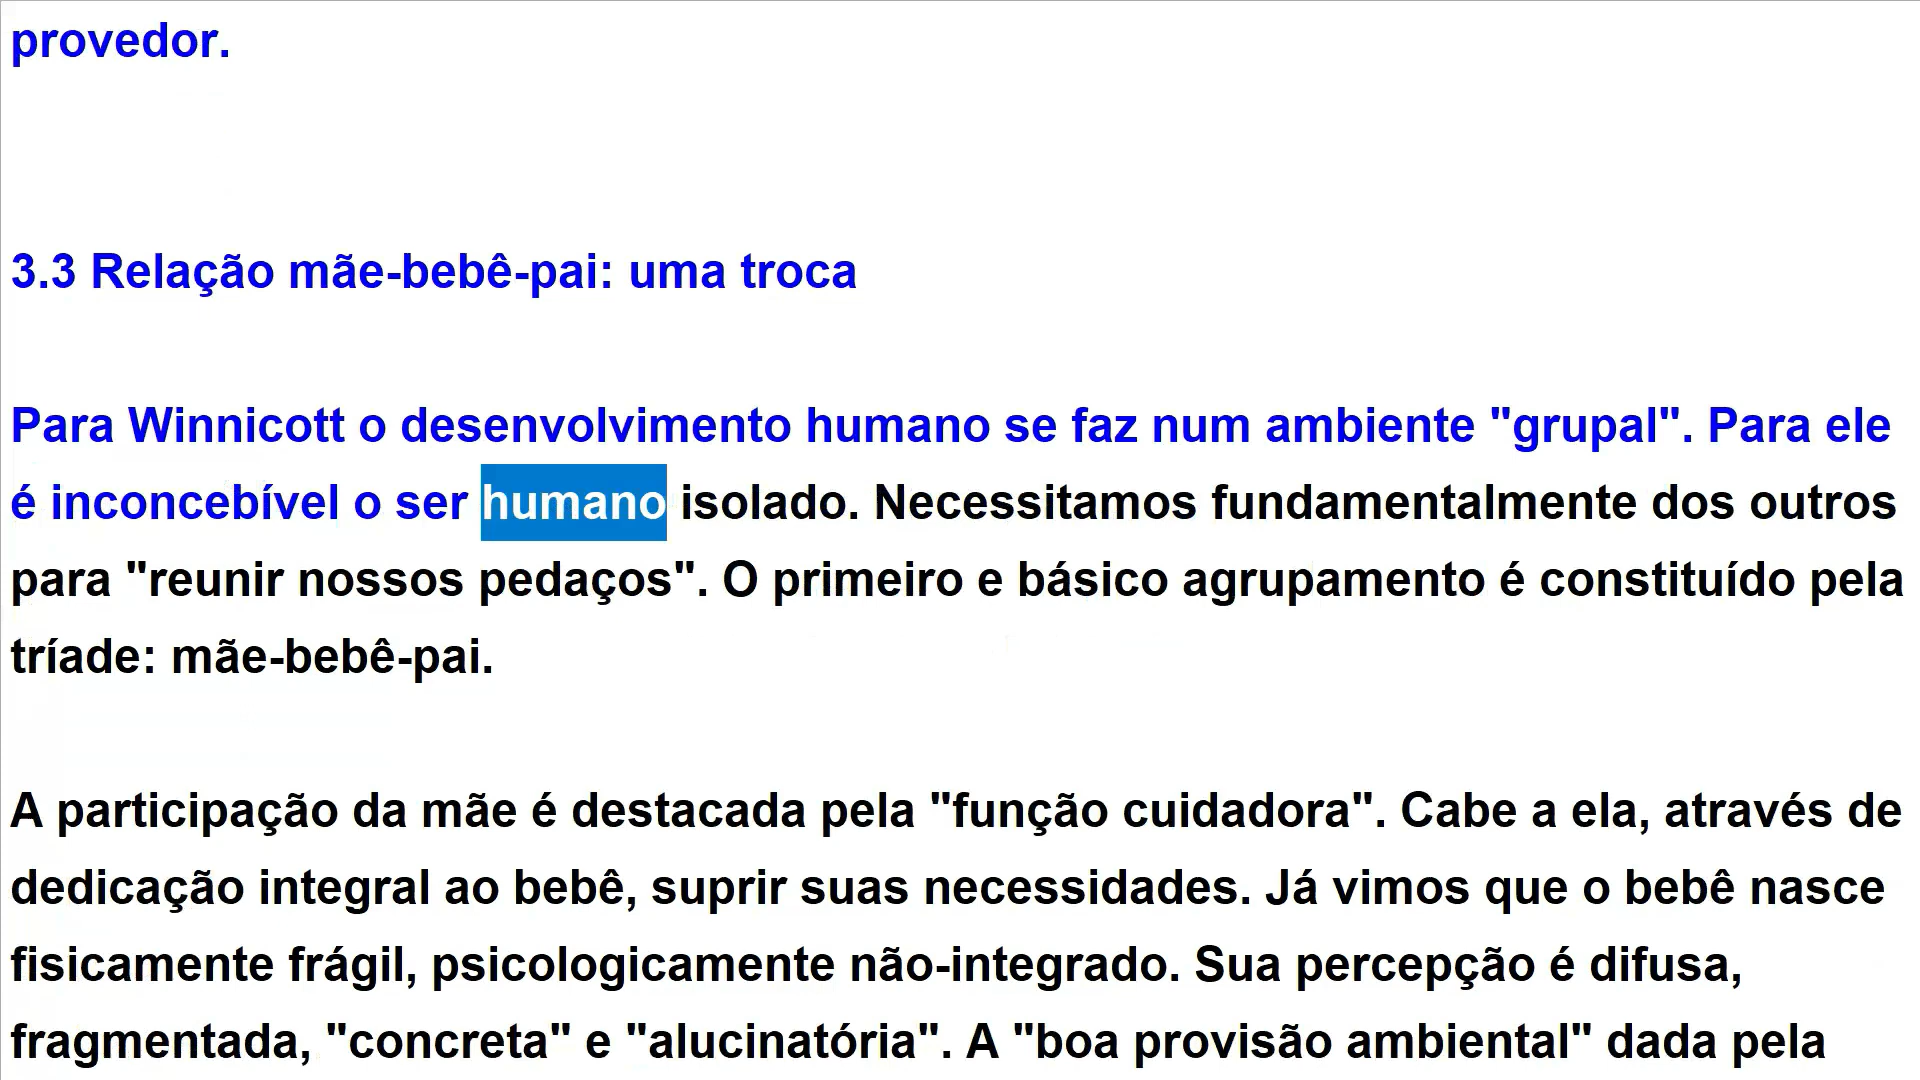 provedor.
3.3 Relação mãe-bebê-pai: uma troca
Para Winnicott o desenvolvimento humano se faz num ambiente "grupal". Para ele
é inconcebível o ser humano isolado. Necessitamos fundamentalmente dos outros
para "reunir nossos pedaços". O primeiro e básico agrupamento é constituído pela
tríade: mãe-bebê-pai.
A participação da mãe é destacada pela "função cuidadora". Cabe a ela, através de
dedicação integral ao bebê, suprir suas necessidades. Já vimos que o bebê nasce
fisicamente frágil, psicologicamente não-integrado. Sua percepção é difusa,
fragmentada, "concreta" e "alucinatória". A "boa provisão ambiental" dada pela